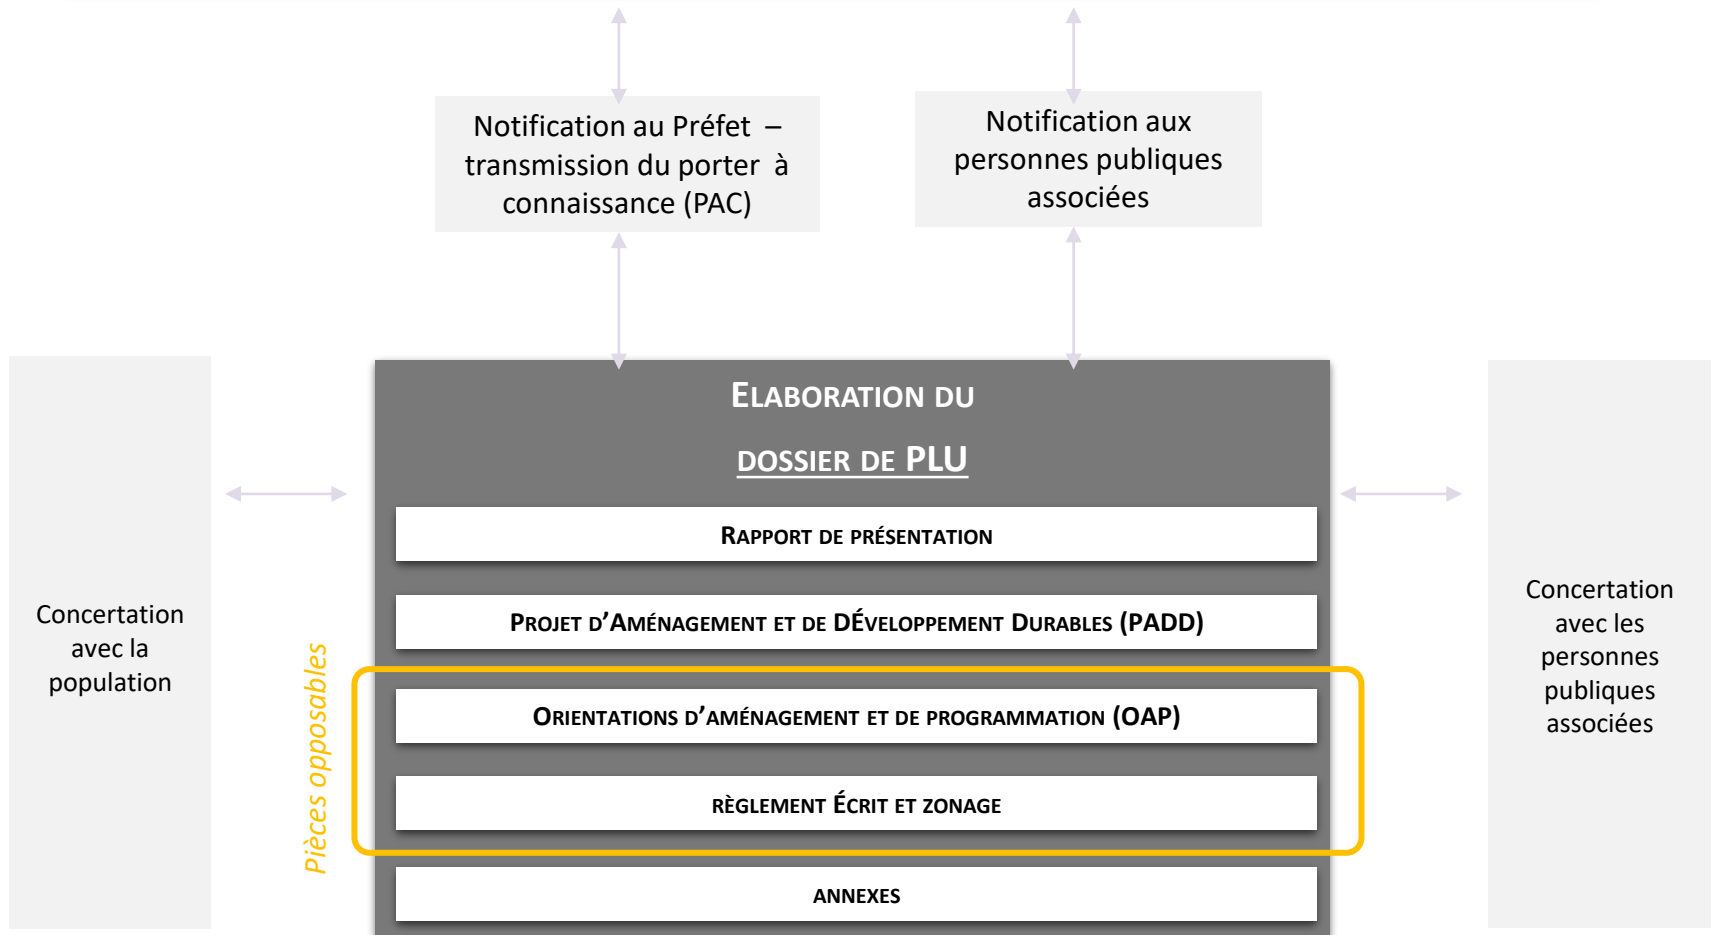 Notification au Préfet –
transmission du porter à
connaissance (PAC)
Notification aux
personnes publiques
associées
ELABORATION DU
DOSSIER DE PLU
RAPPORT DE PRÉSENTATION
PROJET D’AMÉNAGEMENT ET DE DÉVELOPPEMENT DURABLES (PADD)
ORIENTATIONS D’AMÉNAGEMENT ET DE PROGRAMMATION (OAP)
RÈGLEMENT ÉCRIT ET ZONAGE
ANNEXES
Pièces opposables
Concertation
avec la
population
Concertation
avec les
personnes
publiques
associées